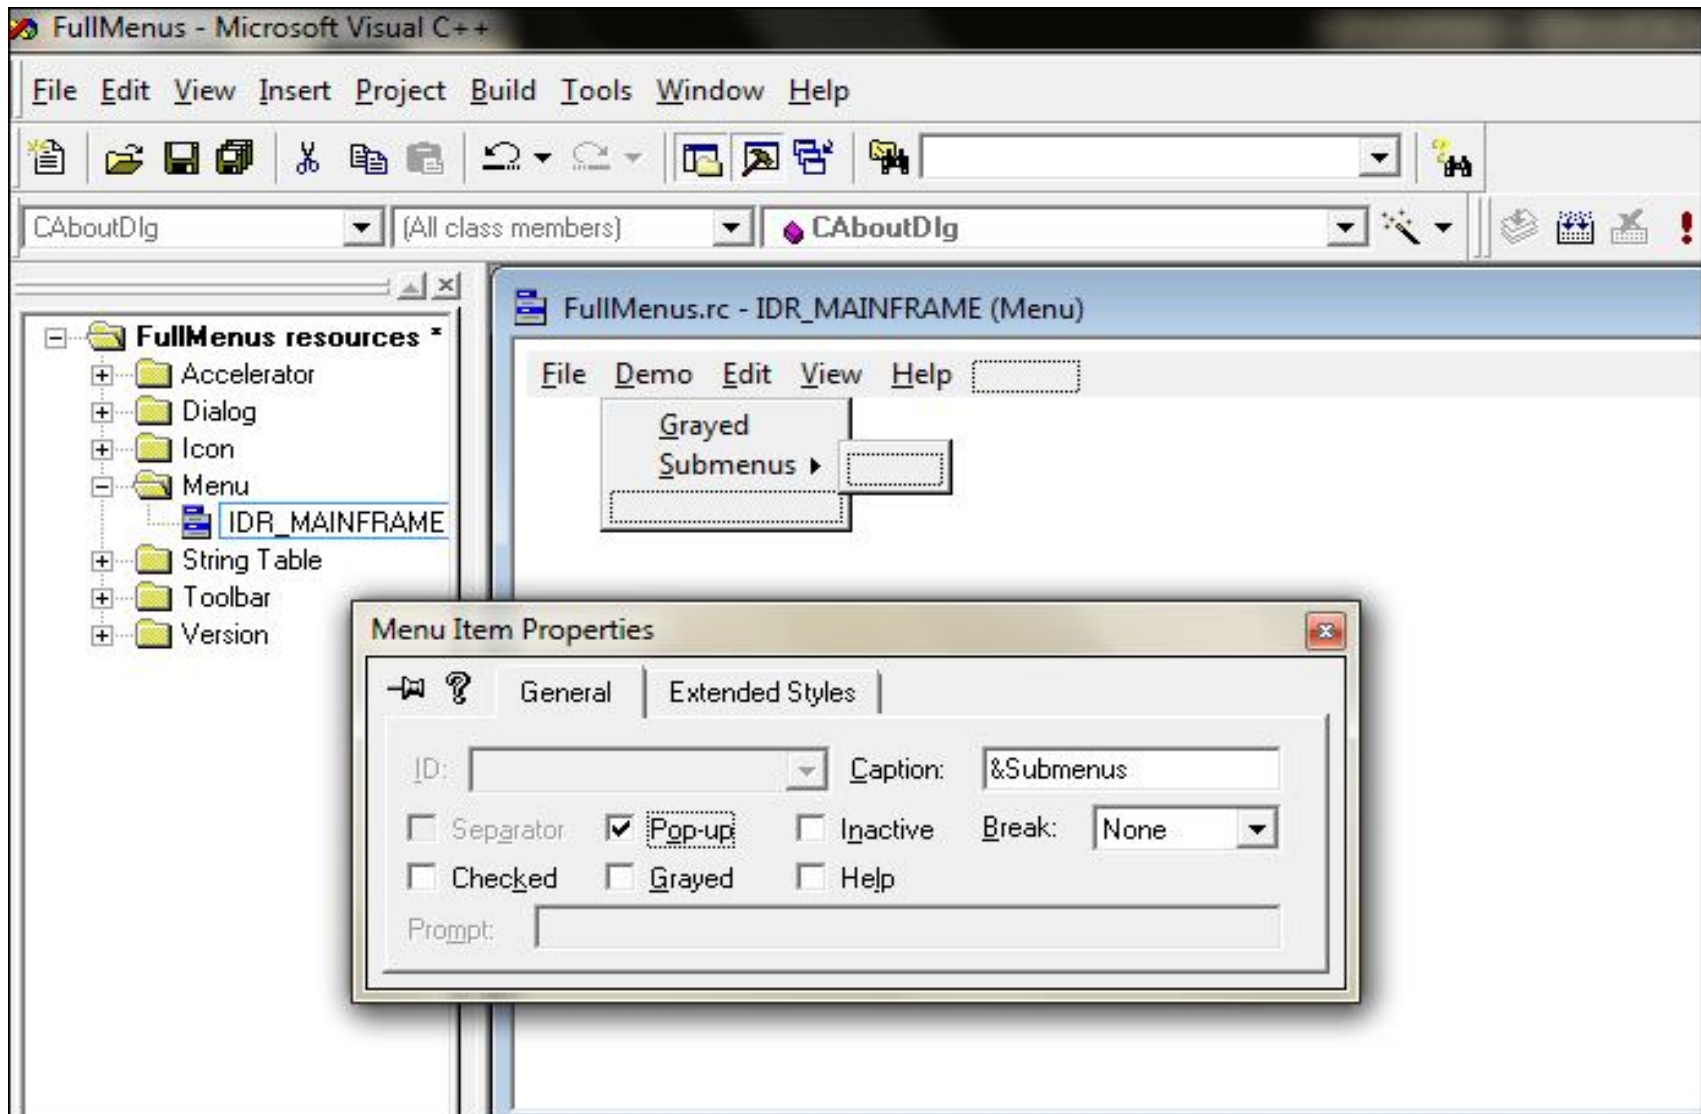 FullMenus - Microsoft Visual C++
File Edit View Insert Project Build Tools Window Help
CAboutDlg (All class members) CAboutDlg
FullMenus resources *
Accelerator
Dialog
Icon
Menu
IDR_MAINFRAME
String Table
Toolbar
Version
FullMenus.rc - IDR_MAINFRAME (Menu)
File Demo Edit View Help
Grayed
Submenus
Menu Item Properties
General Extended Styles
ID: Caption: &Submenus
Separator Pop-up Inactive Break: None
Checked Grayed Help
Prompt: